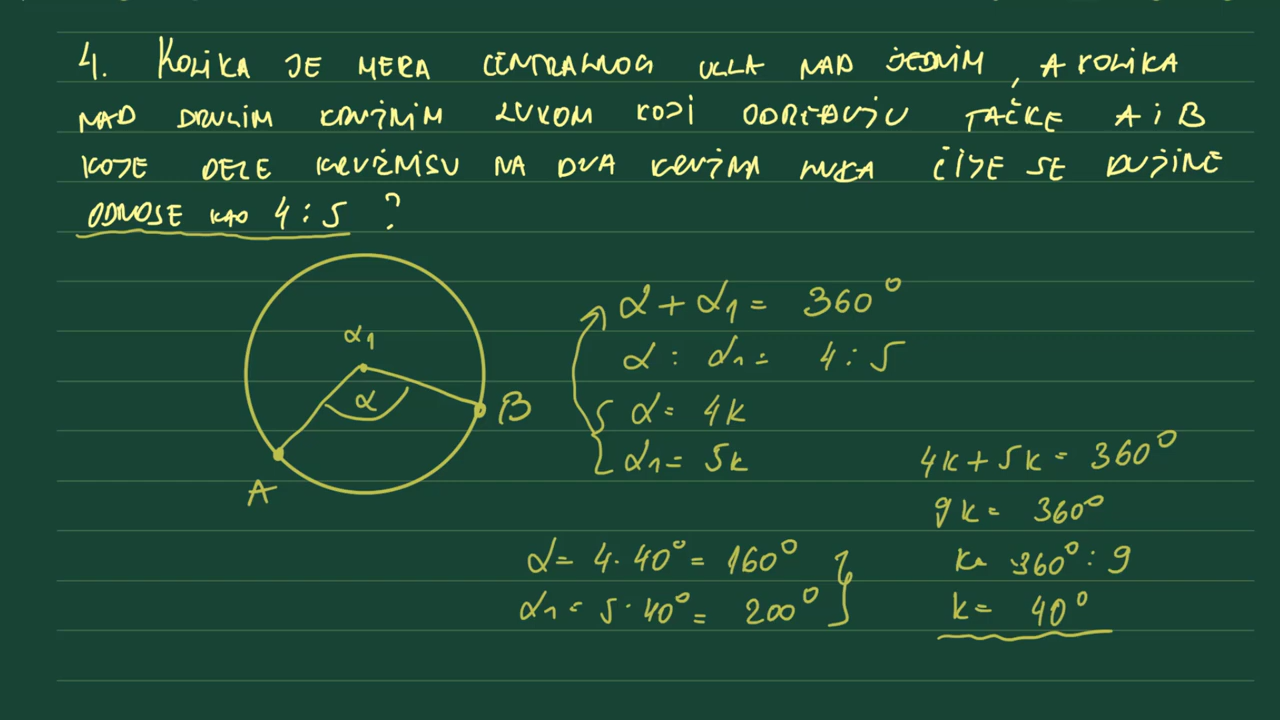 4. KOLIKA JE MERA CENTRALNOG UGLA NAD JEDNIM, A KOLIKA
NAD DRUGIM KRUŽNIM LUKOM KOJI ODREĐUJU TAČKE A I B
KOJE DELE KRUŽNICU NA DVA KRUŽNA LUKA ČIJE SE DUŽINE
ODNOSE KAO 4 : 5 ?
α + α₁ = 360°
α : α₁ = 4 : 5
α = 4k
α₁ = 5k
α₁
α
B
A
4k + 5k = 360°
9k = 360°
k = 360° : 9
k = 40°
α = 4 · 40° = 160°
α₁ = 5 · 40° = 200°